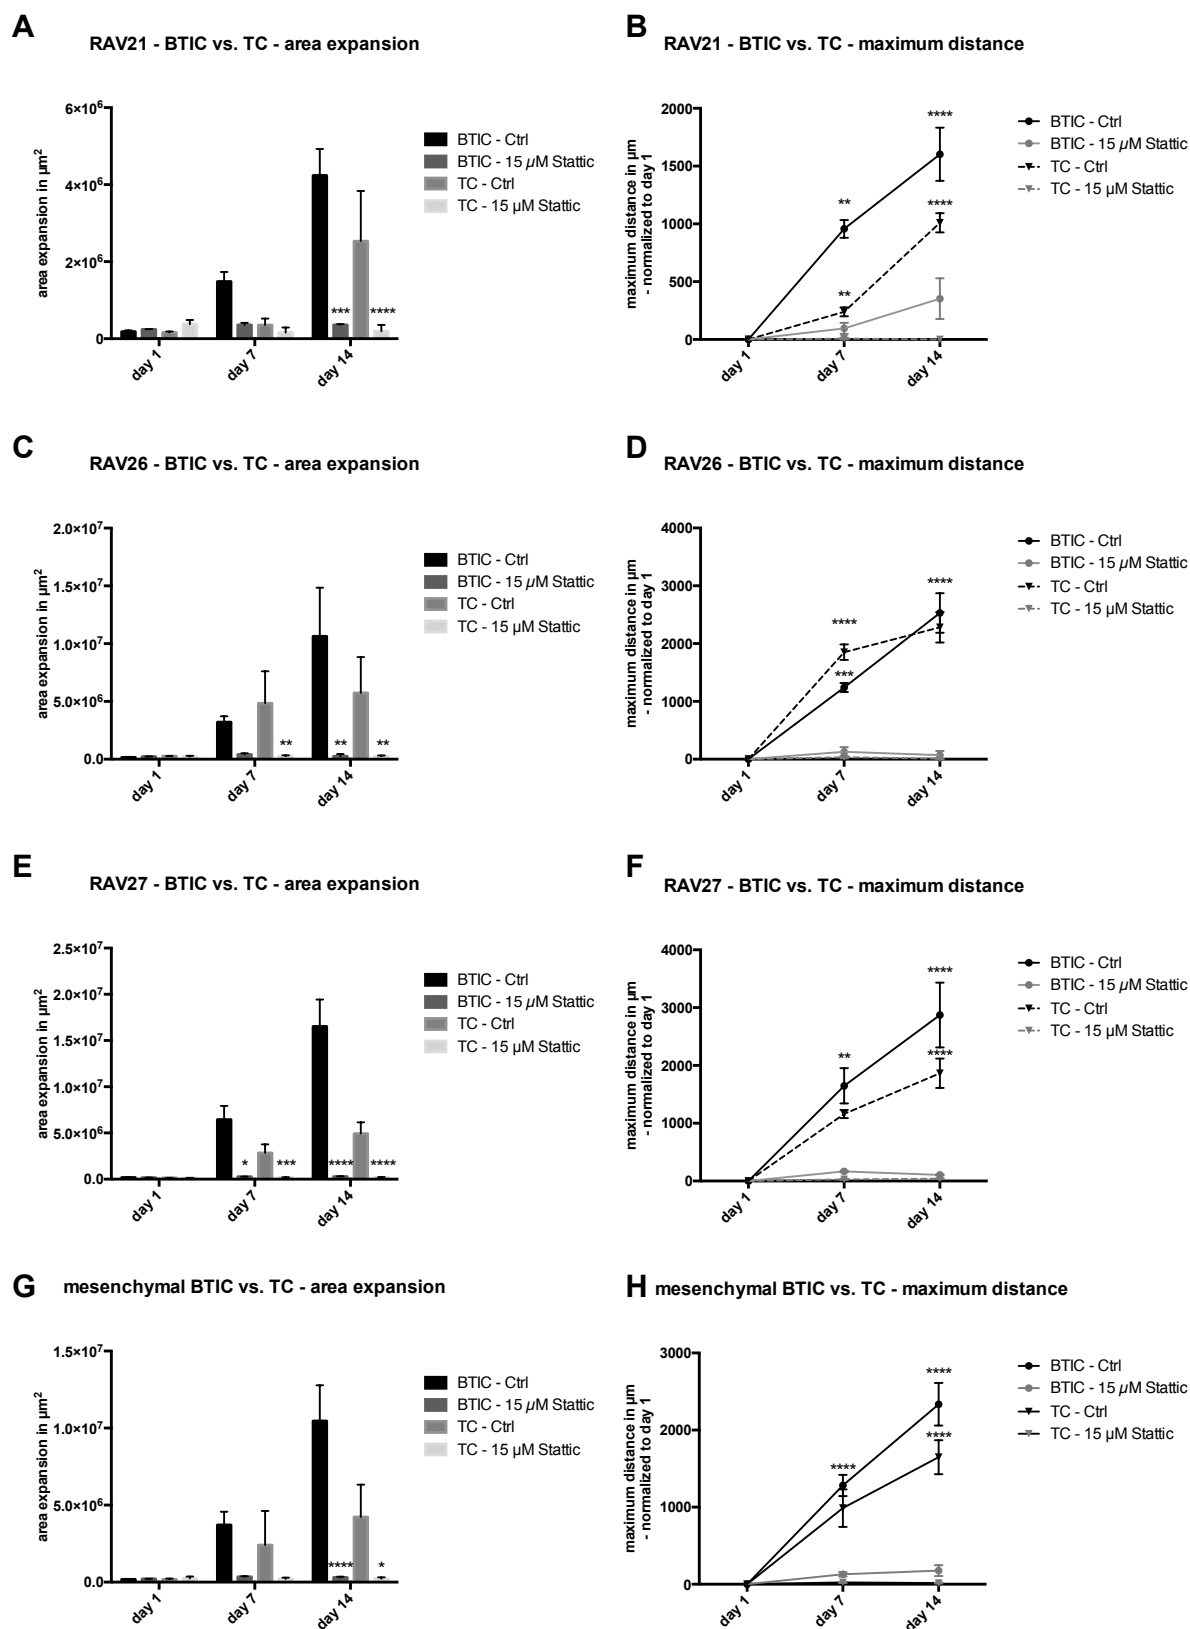 A
RAV21 - BTIC vs. TC - area expansion
area expansion in µm²
6×10⁶
4×10⁶
2×10⁶
0
*** ****
day 1 day 7 day 14
BTIC - Ctrl
BTIC - 15 µM Stattic
TC - Ctrl
TC - 15 µM Stattic
B
RAV21 - BTIC vs. TC - maximum distance
maximum distance in µm
- normalized to day 1
2000
1500
1000
500
0
**
**
****
****
day 1 day 7 day 14
BTIC - Ctrl
BTIC - 15 µM Stattic
TC - Ctrl
TC - 15 µM Stattic
C
RAV26 - BTIC vs. TC - area expansion
area expansion in µm²
2.0×10⁷
1.5×10⁷
1.0×10⁷
5.0×10⁶
0.0
** ** **
day 1 day 7 day 14
BTIC - Ctrl
BTIC - 15 µM Stattic
TC - Ctrl
TC - 15 µM Stattic
D
RAV26 - BTIC vs. TC - maximum distance
maximum distance in µm
- normalized to day 1
4000
3000
2000
1000
0
****
***
****
day 1 day 7 day 14
BTIC - Ctrl
BTIC - 15 µM Stattic
TC - Ctrl
TC - 15 µM Stattic
E
RAV27 - BTIC vs. TC - area expansion
area expansion in µm²
2.5×10⁷
2.0×10⁷
1.5×10⁷
1.0×10⁷
5.0×10⁶
0.0
* *** **** ****
day 1 day 7 day 14
BTIC - Ctrl
BTIC - 15 µM Stattic
TC - Ctrl
TC - 15 µM Stattic
F
RAV27 - BTIC vs. TC - maximum distance
maximum distance in µm
- normalized to day 1
4000
3000
2000
1000
0
**
****
****
day 1 day 7 day 14
BTIC - Ctrl
BTIC - 15 µM Stattic
TC - Ctrl
TC - 15 µM Stattic
G
mesenchymal BTIC vs. TC - area expansion
area expansion in µm²
1.5×10⁷
1.0×10⁷
5.0×10⁶
0.0
**** *
day 1 day 7 day 14
BTIC - Ctrl
BTIC - 15 µM Stattic
TC - Ctrl
TC - 15 µM Stattic
H
mesenchymal BTIC vs. TC - maximum distance
maximum distance in µm
- normalized to day 1
3000
2000
1000
0
****
****
****
day 1 day 7 day 14
BTIC - Ctrl
BTIC - 15 µM Stattic
TC - Ctrl
TC - 15 µM Stattic